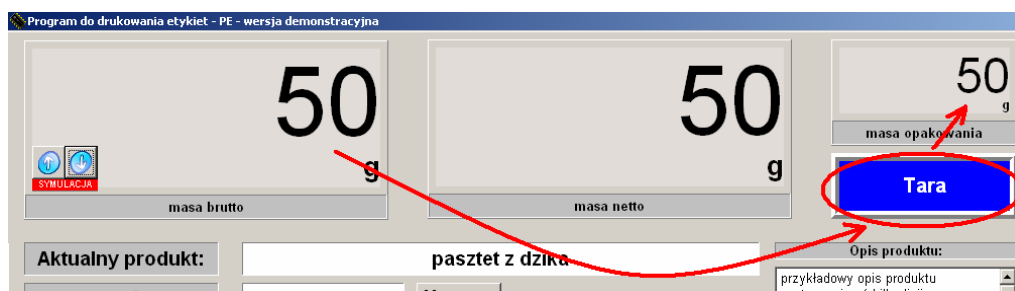 Program do drukowania etykiet - PE - wersja demonstracyjna
50
g
SYMULACJA
masa brutto
50
g
masa netto
50
g
masa opakowania
Tara
Aktualny produkt:
pasztet z dzika
Opis produktu:
przykładowy opis produktu